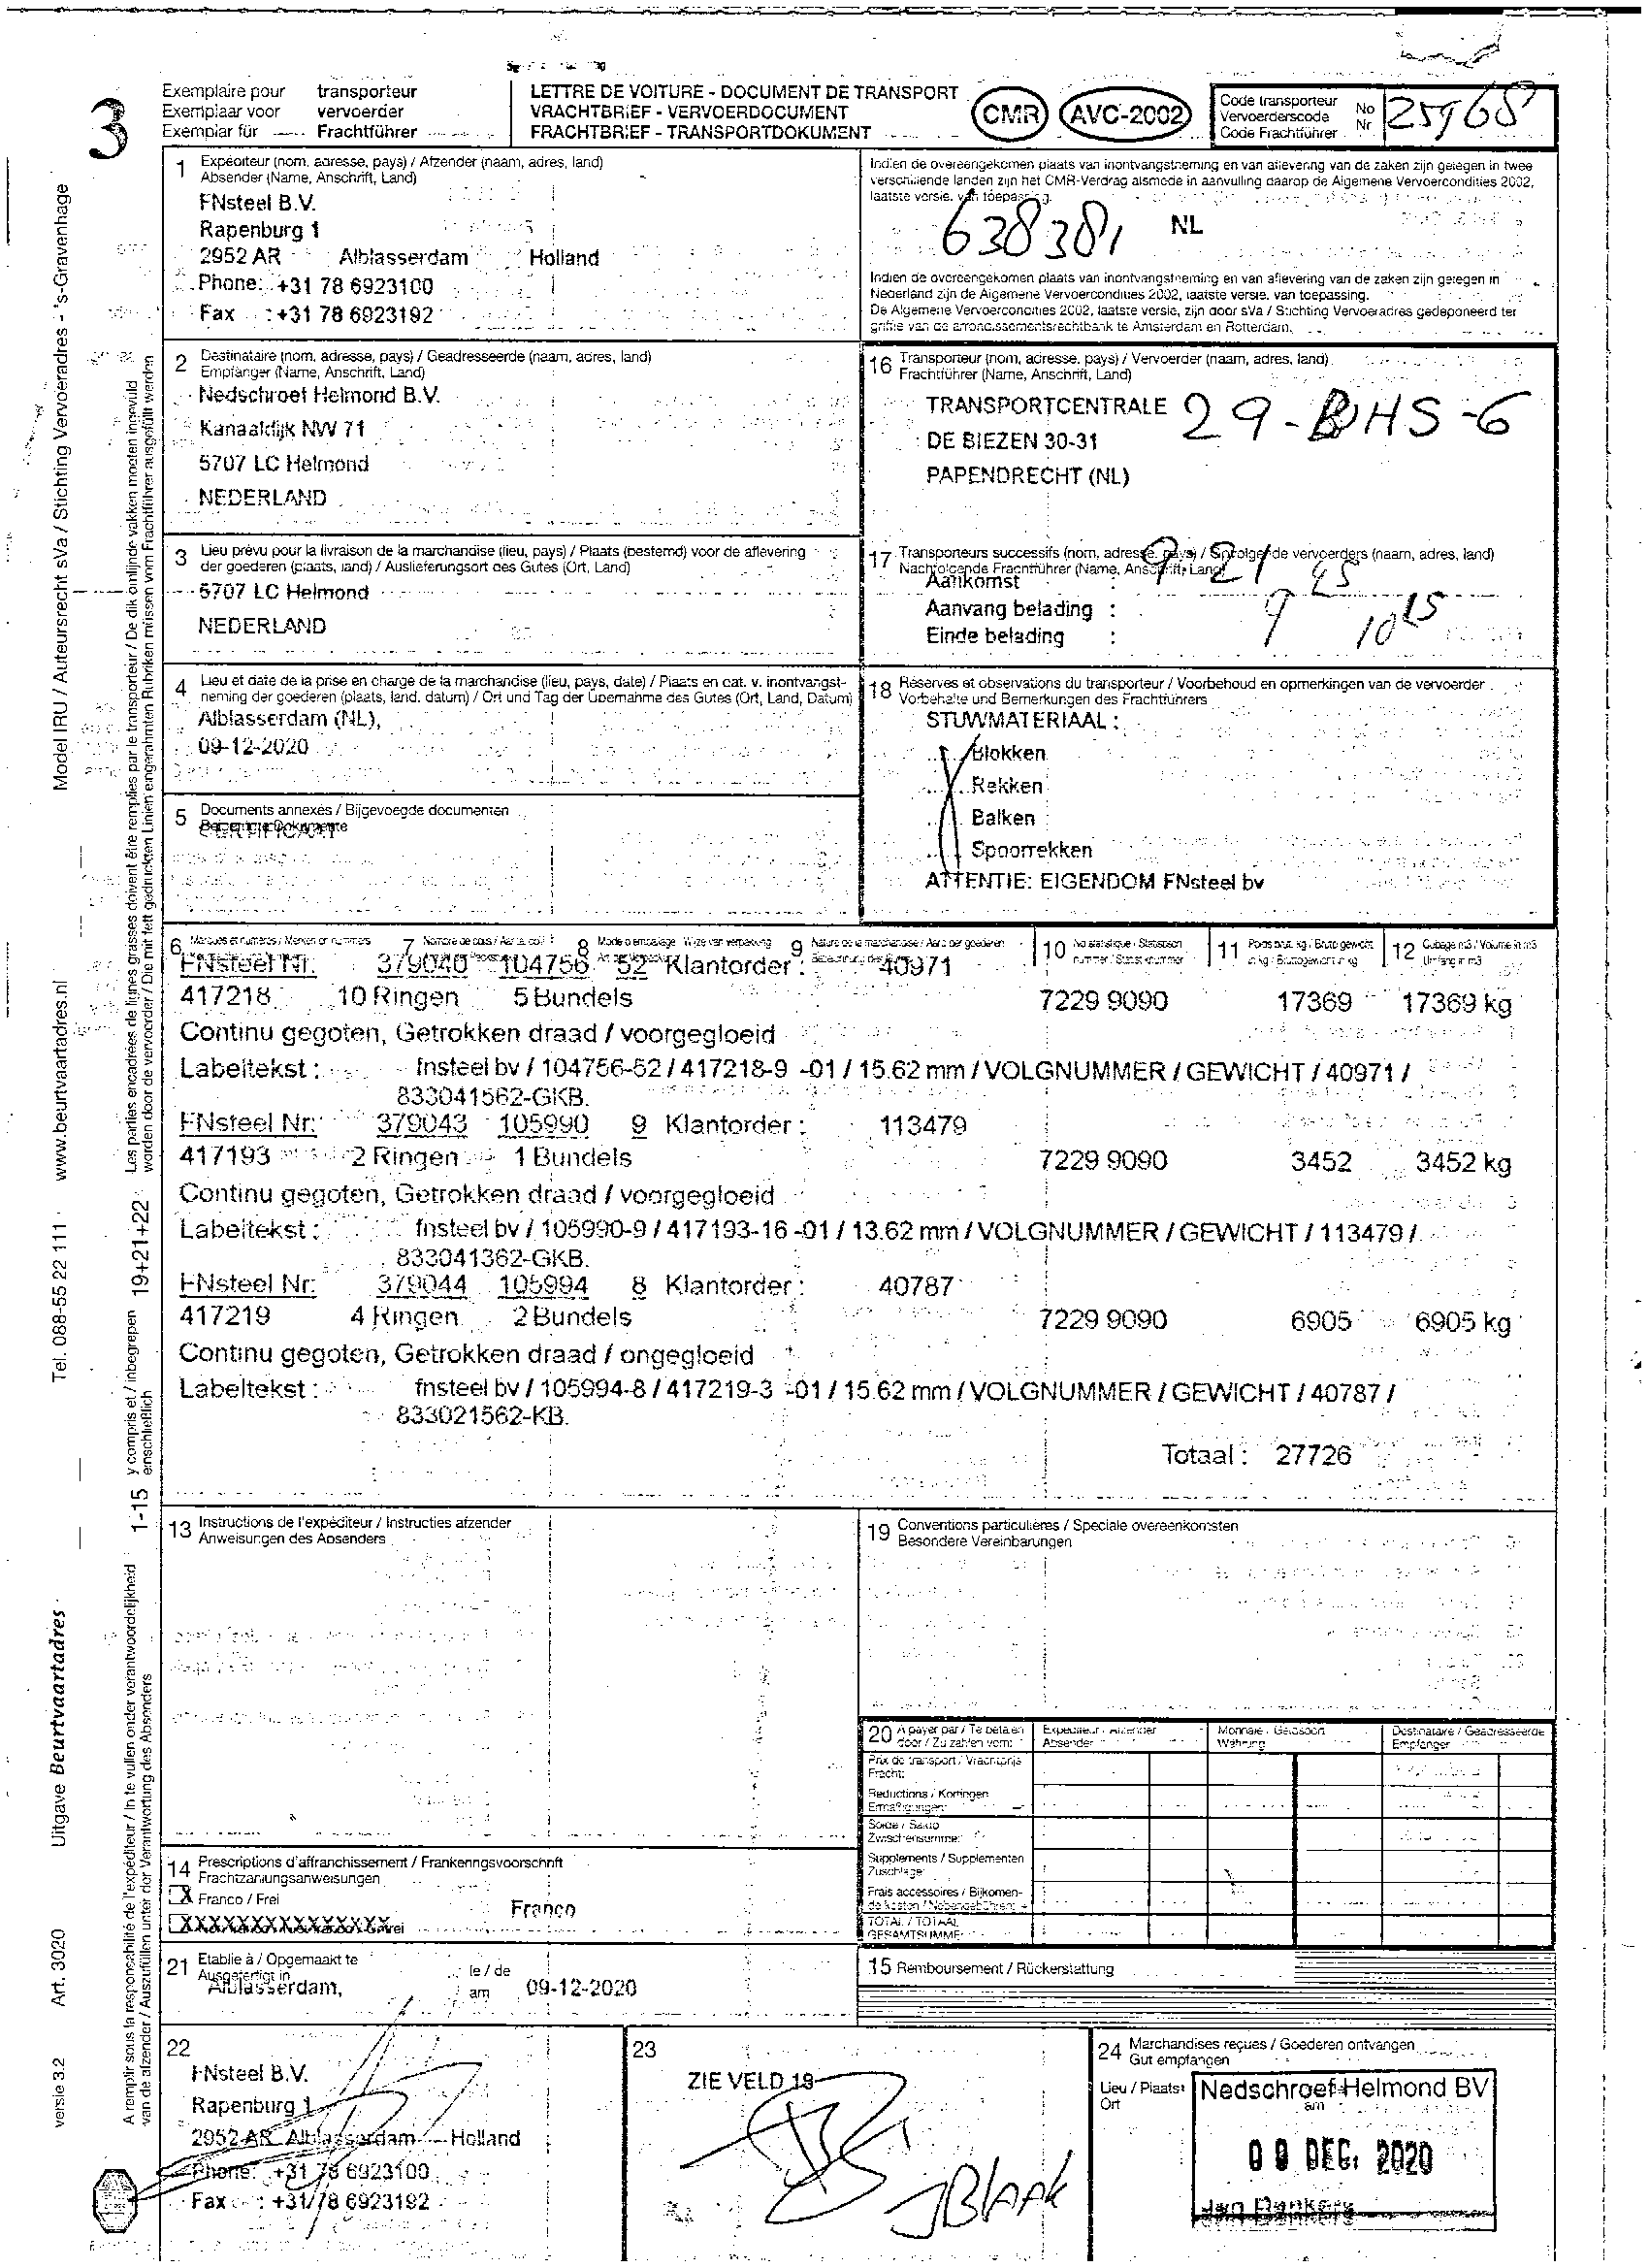 3
Exemplaire pour transporteur
Exemplaar voor vervoerder
Exemplar für Frachtführer
LETTRE DE VOITURE - DOCUMENT DE TRANSPORT
VRACHTBRIEF - VERVOERDOCUMENT
FRACHTBRIEF - TRANSPORTDOKUMENT
CMR AVC-2002
Code transporteur
Vervoerderscode
Code Frachtführer
No
Nr
25968
1 Expéditeur (nom, adresse, pays) / Afzender (naam, adres, land)
Absender (Name, Anschrift, Land)
FNsteel B.V.
Rapenburg 1
2952 AR Alblasserdam Holland
Phone: +31 78 6923100
Fax : +31 78 6923192
Indien de overeengekomen plaats van inontvangstneming en van aflevering van de zaken zijn gelegen in twee
verschillende landen zijn het CMR-Verdrag alsmede in aanvulling daarop de Algemene Vervoercondities 2002,
laatste versie, van toepassing.
638381 NL
Indien de overeengekomen plaats van inontvangstneming en van aflevering van de zaken zijn gelegen in
Nederland zijn de Algemene Vervoercondities 2002, laatste versie, van toepassing.
De Algemene Vervoercondities 2002, laatste versie, zijn door sVa / Stichting Vervoeradres gedeponeerd ter
griffie van de arrondissementsrechtbank te Amsterdam en Rotterdam.
2 Destinataire (nom, adresse, pays) / Geadresseerde (naam, adres, land)
Empfänger (Name, Anschrift, Land)
Nedschroef Helmond B.V.
Kanaaldijk NW 71
5707 LC Helmond
NEDERLAND
16 Transporteur (nom, adresse, pays) / Vervoerder (naam, adres, land)
Frachtführer (Name, Anschrift, Land)
TRANSPORTCENTRALE
DE BIEZEN 30-31
PAPENDRECHT (NL)
29-BHS-6
3 Lieu prévu pour la livraison de la marchandise (lieu, pays) / Plaats (bestemd) voor de aflevering
der goederen (plaats, land) / Auslieferungsort des Gutes (Ort, Land)
5707 LC Helmond
NEDERLAND
17 Transporteurs successifs (nom, adresse, pays) / Opvolgende vervoerders (naam, adres, land)
Nachfolgende Frachtführer (Name, Anschrift, Land)
Aankomst :
Aanvang belading :
Einde belading :
9 21
9 45
10 15
4 Lieu et date de la prise en charge de la marchandise (lieu, pays, date) / Plaats en dat. v. inontvangst-
neming der goederen (plaats, land, datum) / Ort und Tag der Übernahme des Gutes (Ort, Land, Datum)
Alblasserdam (NL),
09-12-2020
18 Réserves et observations du transporteur / Voorbehoud en opmerkingen van de vervoerder
Vorbehalte und Bemerkungen des Frachtführers
STUWMATERIAAL :
Blokken
Rekken
Balken
Spoorrekken
ATTENTIE: EIGENDOM FNsteel bv
5 Documents annexés / Bijgevoegde documenten
CERTIFICAAT
6 Marques et numéros / Merken en nummers 7 8 Mode d'emballage / Wijze van verpakking 9 Nature de la marchandise / Aard der goederen 10 11 12
FNsteel Nr: 379040 104756 52 Klantorder : 40971
417218 10 Ringen 5 Bundels 7229 9090 17369 17369 kg
Continu gegoten, Getrokken draad / voorgegloeid
Labeltekst : fnsteel bv / 104756-52 / 417218-9 -01 / 15.62 mm / VOLGNUMMER / GEWICHT / 40971 /
833041562-GKB.
FNsteel Nr: 379043 105990 9 Klantorder : 113479
417193 2 Ringen 1 Bundels 7229 9090 3452 3452 kg
Continu gegoten, Getrokken draad / voorgegloeid
Labeltekst : fnsteel bv / 105990-9 / 417193-16 -01 / 13.62 mm / VOLGNUMMER / GEWICHT / 113479 /
833041362-GKB.
FNsteel Nr: 379044 105994 8 Klantorder : 40787
417219 4 Ringen 2 Bundels 7229 9090 6905 6905 kg
Continu gegoten, Getrokken draad / ongegloeid
Labeltekst : fnsteel bv / 105994-8 / 417219-3 -01 / 15.62 mm / VOLGNUMMER / GEWICHT / 40787 /
833021562-KB.
Totaal : 27726
13 Instructions de l'expéditeur / Instructies afzender
Anweisungen des Absenders
19 Conventions particulières / Speciale overeenkomsten
Besondere Vereinbarungen
20 A payer par / Te betalen
door / Zu zahlen vom:
Expéditeur / Afzender
Absender
Monnaie / Geldsoort
Währung
Destinataire / Geadresseerde
Empfänger
Prix de transport / Vrachtprijs
Fracht:
Reductions / Kortingen
Ermäßigungen:
Solde / Saldo
Zwischensumme:
Suppléments / Supplementen
Zuschläge:
Frais accessoires / Bijkomen-
de kosten / Nebengebühren:
TOTAL / TOTAAL
GESAMTSUMME:
14 Prescriptions d'affranchissement / Frankeringsvoorschrift
Frachtzahlungsanweisungen
X Franco / Frei
XXXXXXXXXXXXXXX
Franco
21 Etablie à / Opgemaakt te
Ausgefertigt in
Alblasserdam,
le / de
am
09-12-2020
15 Remboursement / Rückerstattung
22
FNsteel B.V.
Rapenburg 1
2952 AR Alblasserdam Holland
Phone: +31 78 6923100
Fax : +31 78 6923192
23
ZIE VELD 18
JBlaak
24 Marchandises reçues / Goederen ontvangen
Gut empfangen
Lieu / Plaats
Ort
Nedschroef Helmond BV
am
09 DEC. 2020
Jan Dankers
Model IRU / Auteursrecht sVa / Stichting Vervoeradres - 's-Gravenhage
www.beurtvaartadres.nl
Tel. 088-55 22 111
Uitgave Beurtvaartadres
Art. 3020
versie 3.2
Les parties encadrées de lignes grasses doivent être remplies par le transporteur / De dik omlijnde vakken moeten ingevuld
worden door de vervoerder / Die mit fett gedruckten Linien eingerahmten Rubriken müssen vom Frachtführer ausgefüllt werden
19+21+22
y compris et / inbegrepen
einschließlich
1-15
A remplir sous la responsabilité de l'expéditeur / In te vullen onder verantwoordelijkheid
van de afzender / Auszufüllen unter der Verantwortung des Absenders